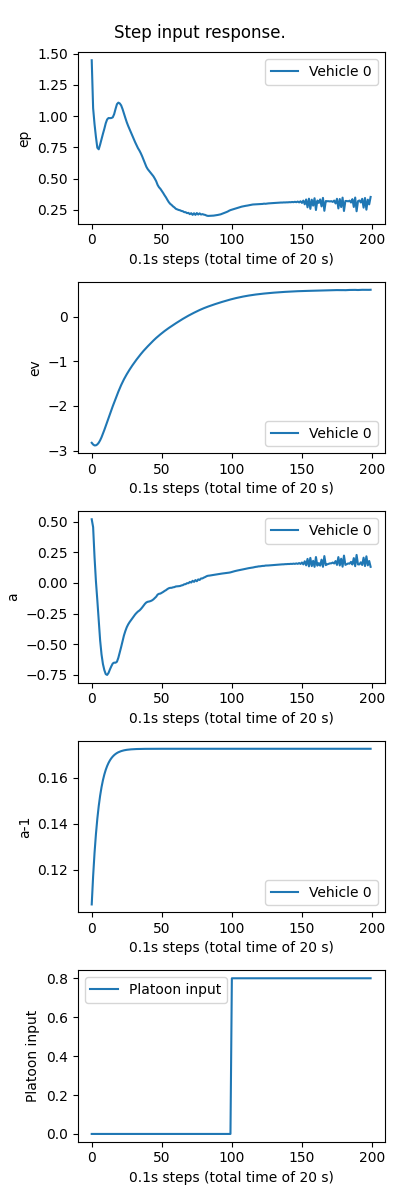 Step input response.
1.50
1.25
1.00
0.75
0.50
0.25
ep
Vehicle 0
0 50 100 150 200
0.1s steps (total time of 20 s)
0
−1
−2
−3
ev
Vehicle 0
0 50 100 150 200
0.1s steps (total time of 20 s)
0.50
0.25
0.00
−0.25
−0.50
−0.75
a
Vehicle 0
0 50 100 150 200
0.1s steps (total time of 20 s)
0.16
0.14
0.12
a-1
Vehicle 0
0 50 100 150 200
0.1s steps (total time of 20 s)
0.8
0.6
0.4
0.2
0.0
Platoon input
Platoon input
0 50 100 150 200
0.1s steps (total time of 20 s)